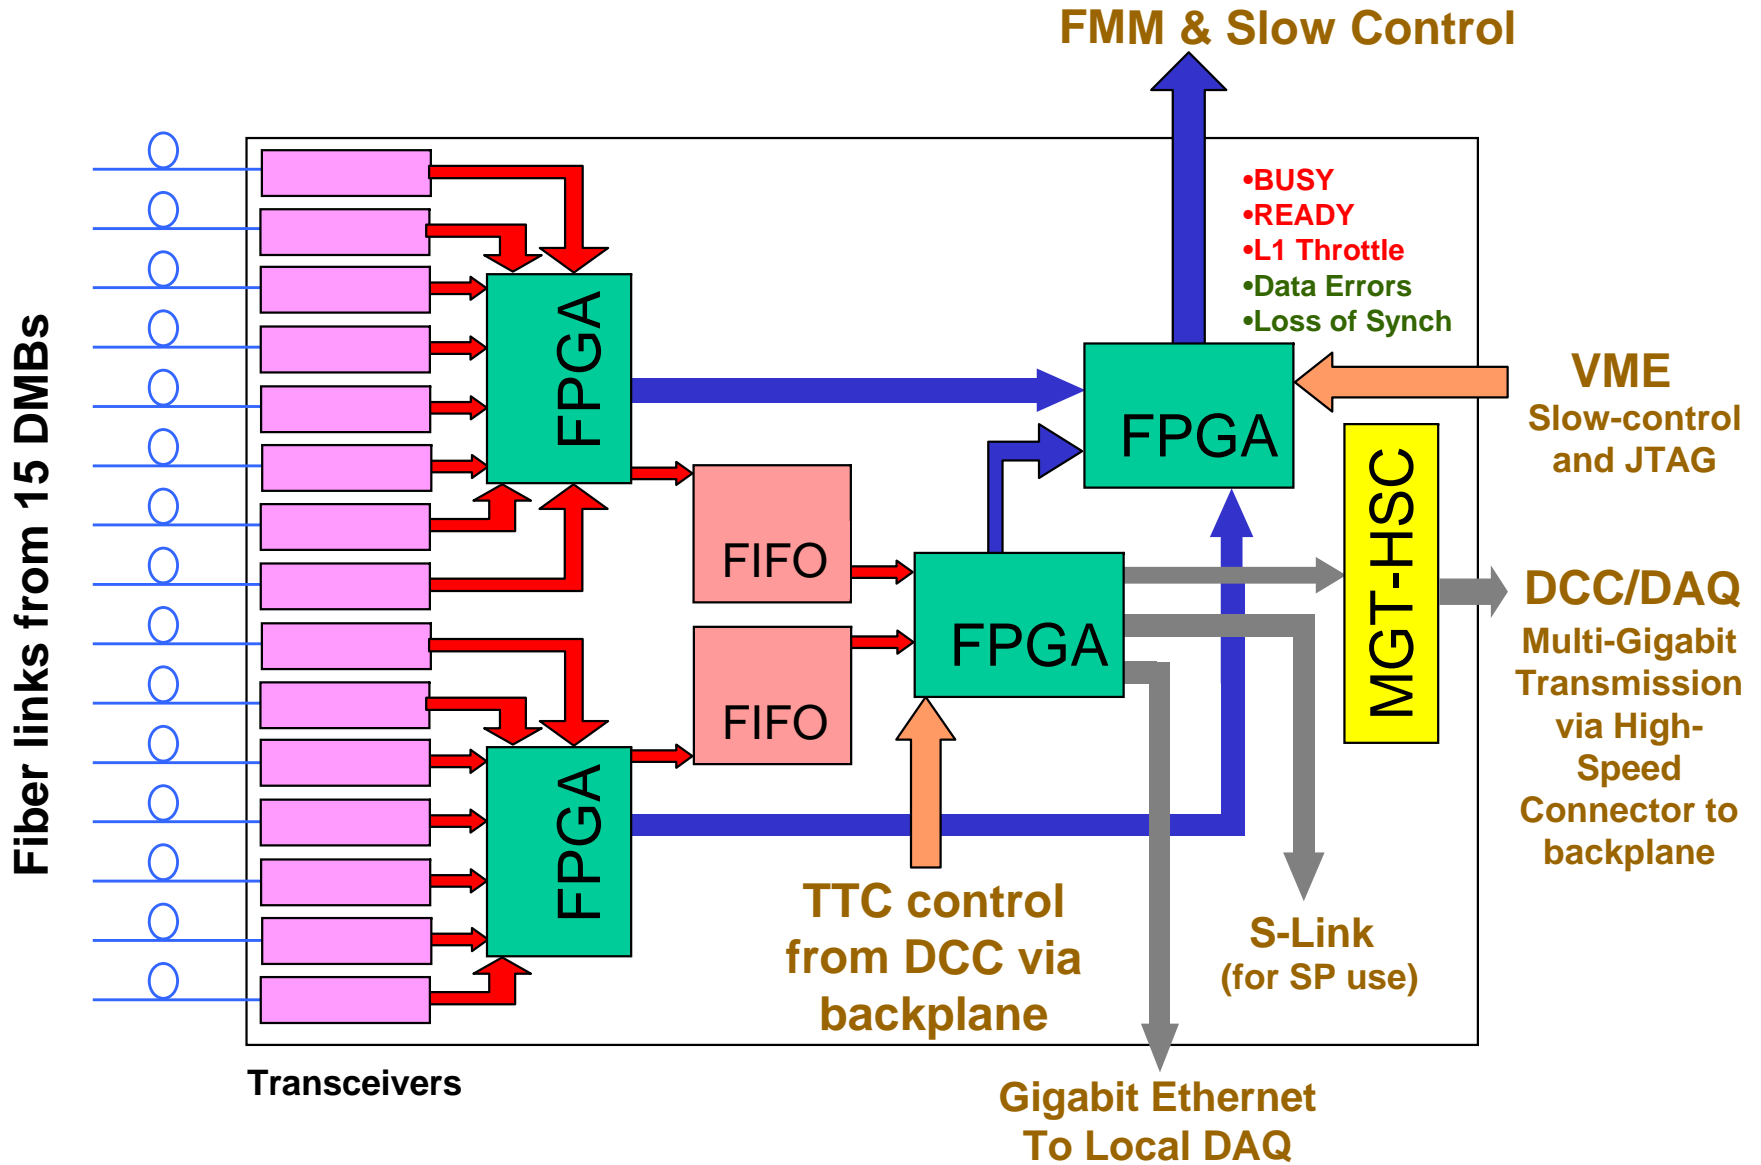 FMM & Slow Control
Fiber links from 15 DMBs
•BUSY
•READY
•L1 Throttle
•Data Errors
•Loss of Synch
FPGA
FPGA
VME
Slow-control
and JTAG
MGT-HSC
FIFO
FPGA
DCC/DAQ
Multi-Gigabit
Transmission
via High-
Speed
Connector to
backplane
FIFO
FPGA
TTC control
from DCC via
backplane
S-Link
(for SP use)
Transceivers
Gigabit Ethernet
To Local DAQ